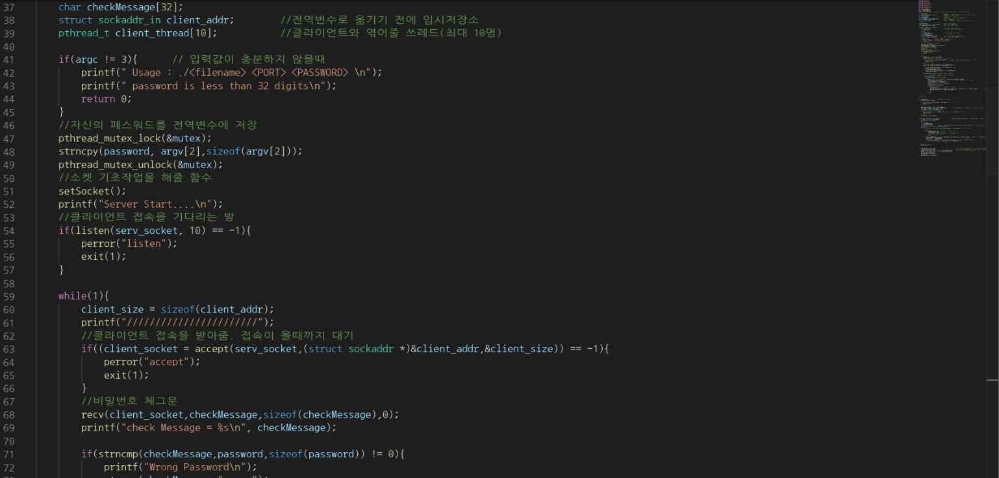 37 char checkMessage[32];
38 struct sockaddr_in client_addr; //전역변수로 옮기기 전에 임시저장소
39 pthread_t client_thread[10]; //클라이언트와 엮어줄 쓰레드(최대 10명)
40
41 if(argc != 3){ // 입력값이 충분하지 않을때
42 printf(" Usage : ./<filename> <PORT> <PASSWORD> \n");
43 printf(" password is less than 32 digits\n");
44 return 0;
45 }
46 //자신의 패스워드를 전역변수에 저장
47 pthread_mutex_lock(&mutex);
48 strncpy(password, argv[2],sizeof(argv[2]));
49 pthread_mutex_unlock(&mutex);
50 //소켓 기초작업을 해줄 함수
51 setSocket();
52 printf("Server Start....\n");
53 //클라이언트 접속을 기다리는 방
54 if(listen(serv_socket, 10) == -1){
55 perror("listen");
56 exit(1);
57 }
58
59 while(1){
60 client_size = sizeof(client_addr);
61 printf("///////////////////////");
62 //클라이언트 접속을 받아줌. 접속이 올때까지 대기
63 if((client_socket = accept(serv_socket,(struct sockaddr *)&client_addr,&client_size)) == -1){
64 perror("accept");
65 exit(1);
66 }
67 //비밀번호 체그문
68 recv(client_socket,checkMessage,sizeof(checkMessage),0);
69 printf("check Message = %s\n", checkMessage);
70
71 if(strncmp(checkMessage,password,sizeof(password)) != 0){
72 printf("Wrong Password\n");